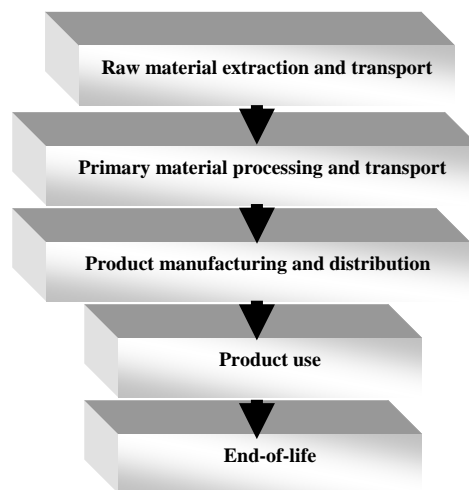 Raw material extraction and transport
Primary material processing and transport
Product manufacturing and distribution
Product use
End-of-life